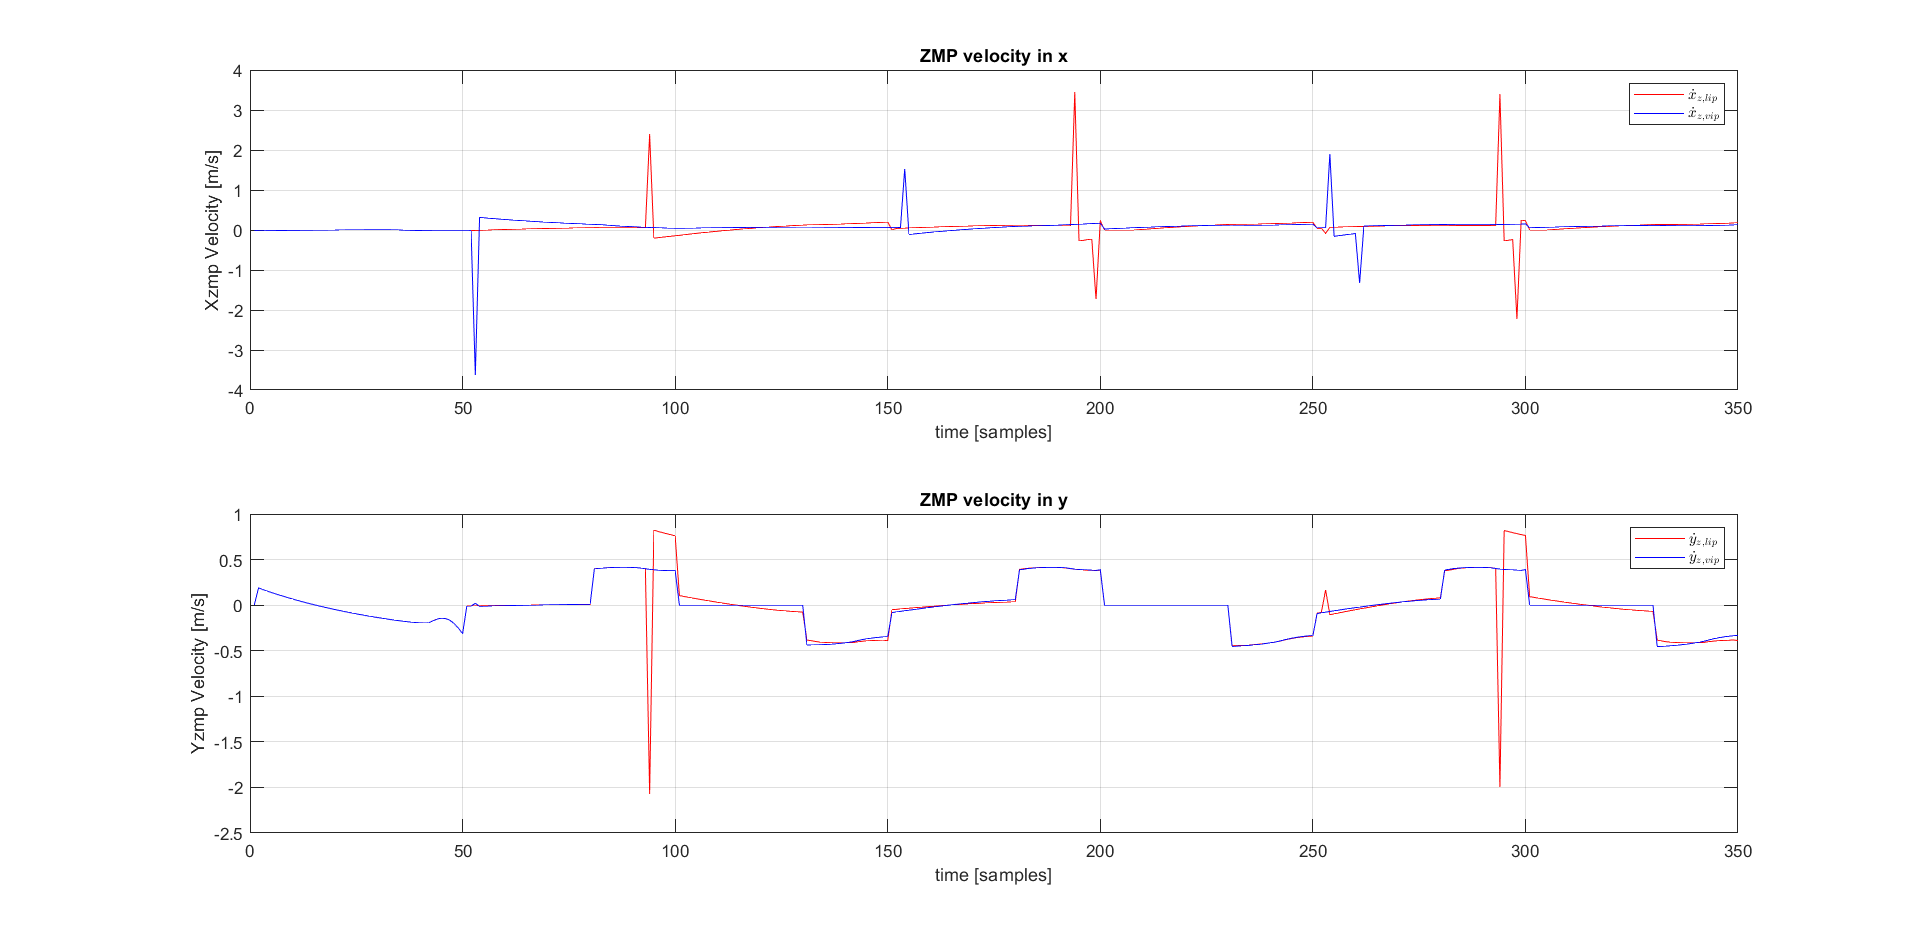 ZMP velocity in x
4
3
2
1
0
-1
-2
-3
-4
Xzmp Velocity [m/s]
ẋz,lip
ẋz,vip
0 50 100 150 200 250 300 350
time [samples]
ZMP velocity in y
1
0.5
0
-0.5
-1
-1.5
-2
-2.5
Yzmp Velocity [m/s]
ẏz,lip
ẏz,vip
0 50 100 150 200 250 300 350
time [samples]